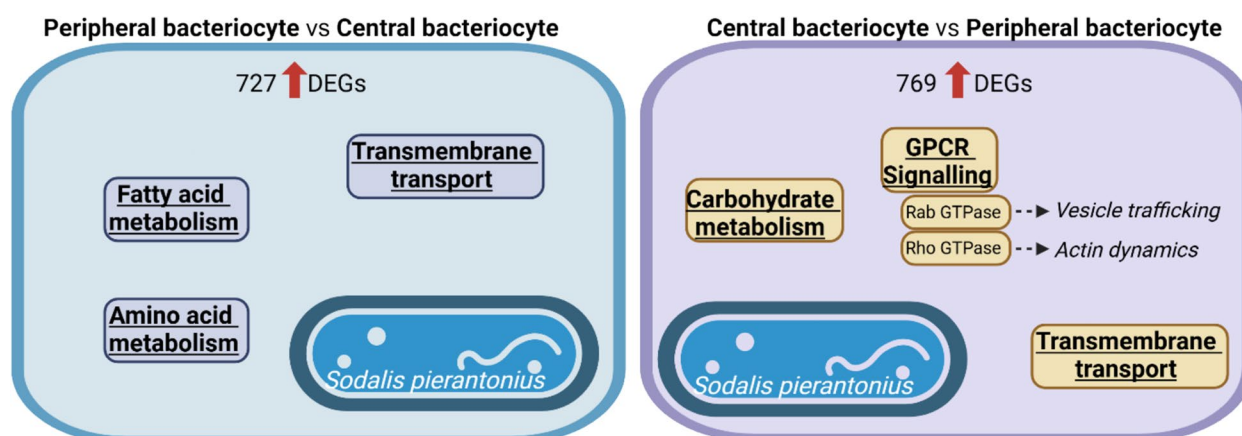 Peripheral bacteriocyte vs Central bacteriocyte
727 DEGs
Transmembrane
transport
Fatty acid
metabolism
Amino acid
metabolism
Sodalis pierantonius
Central bacteriocyte vs Peripheral bacteriocyte
769 DEGs
GPCR
Signalling
Carbohydrate
metabolism
Rab GTPase
Vesicle trafficking
Rho GTPase
Actin dynamics
Sodalis pierantonius
Transmembrane
transport